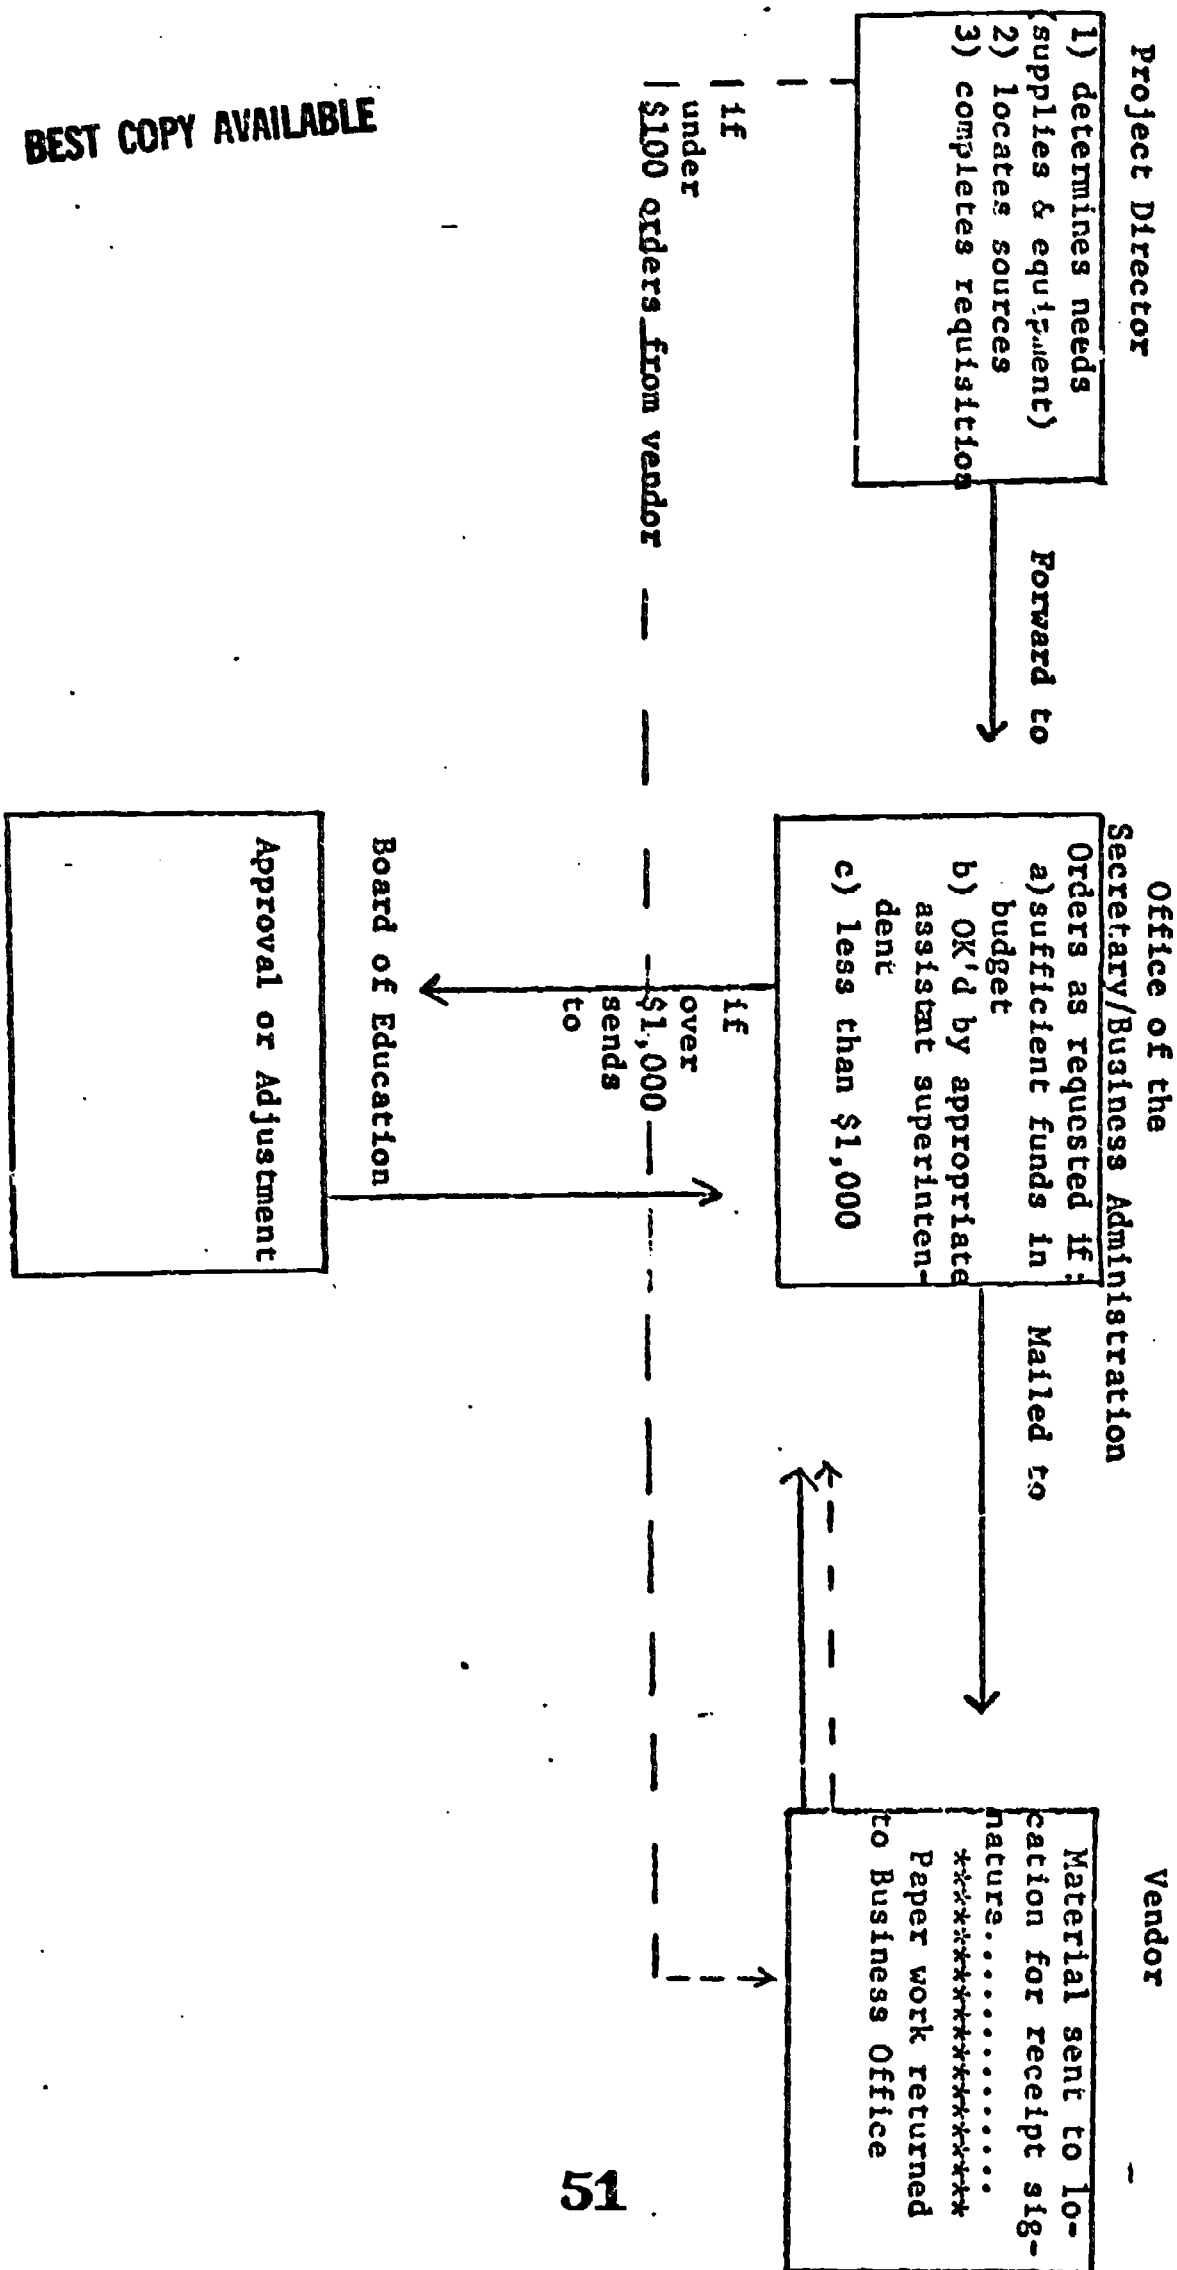 Project Director
1) determines needs
(supplies & equipment)
2) locates sources
3) completes requisition
Forward to
if
under
$100 orders from vendor
Office of the
Secretary/Business Administration
Orders as requested if:
a)sufficient funds in
budget
b) OK'd by appropriate
assistant superinten-
dent
c) less than $1,000
if
over
$1,000
sends
to
Board of Education
Approval or Adjustment
Mailed to
Vendor
Material sent to lo-
cation for receipt sig-
nature..............
******************
Paper work returned
to Business Office
BEST COPY AVAILABLE
51